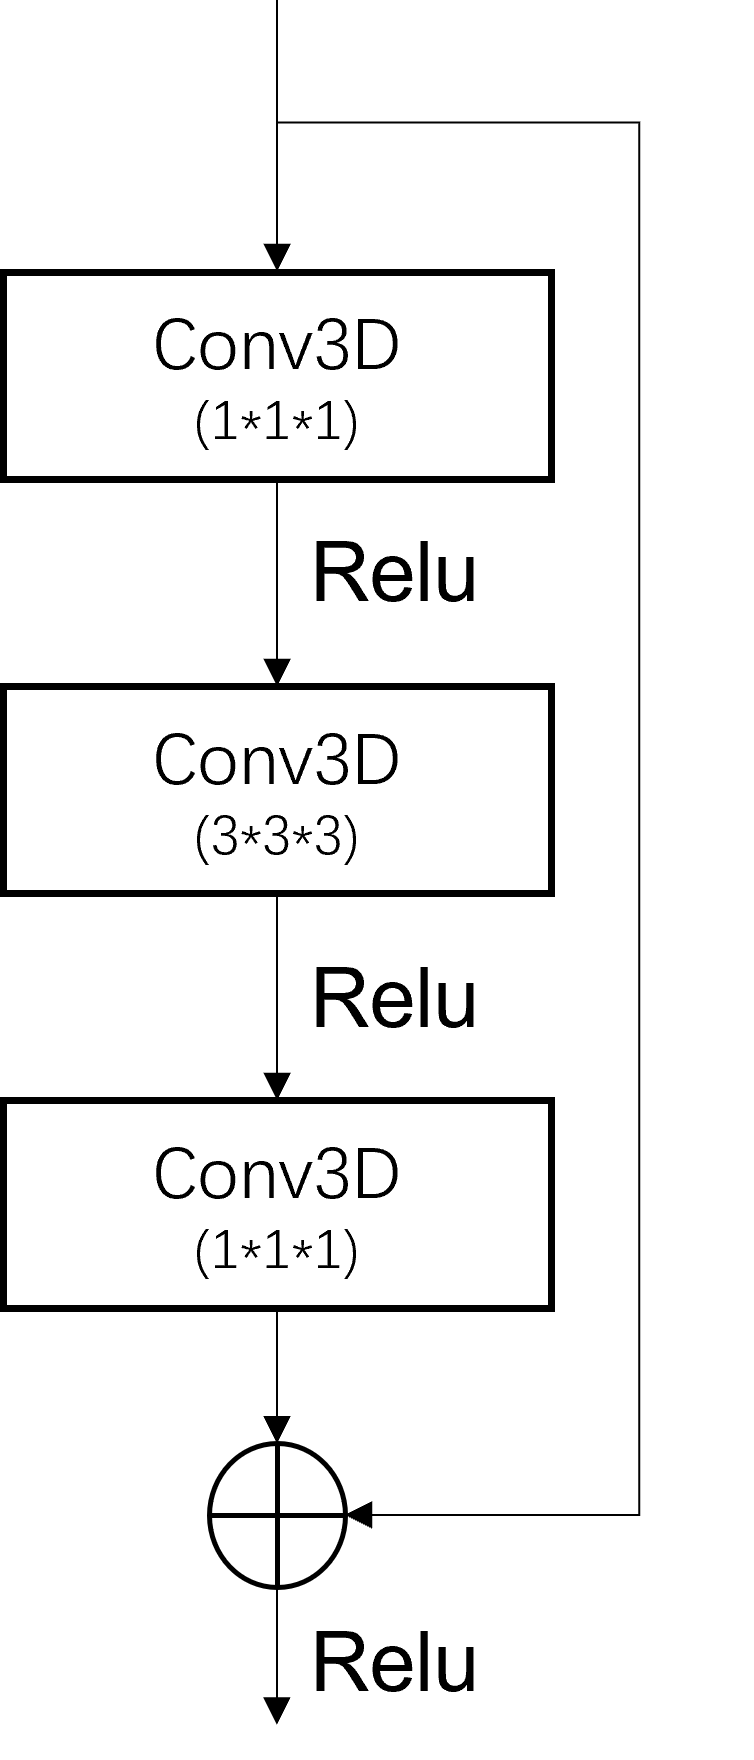 Conv3D
(1*1*1)
Relu
Conv3D
(3*3*3)
Relu
Conv3D
(1*1*1)
Relu